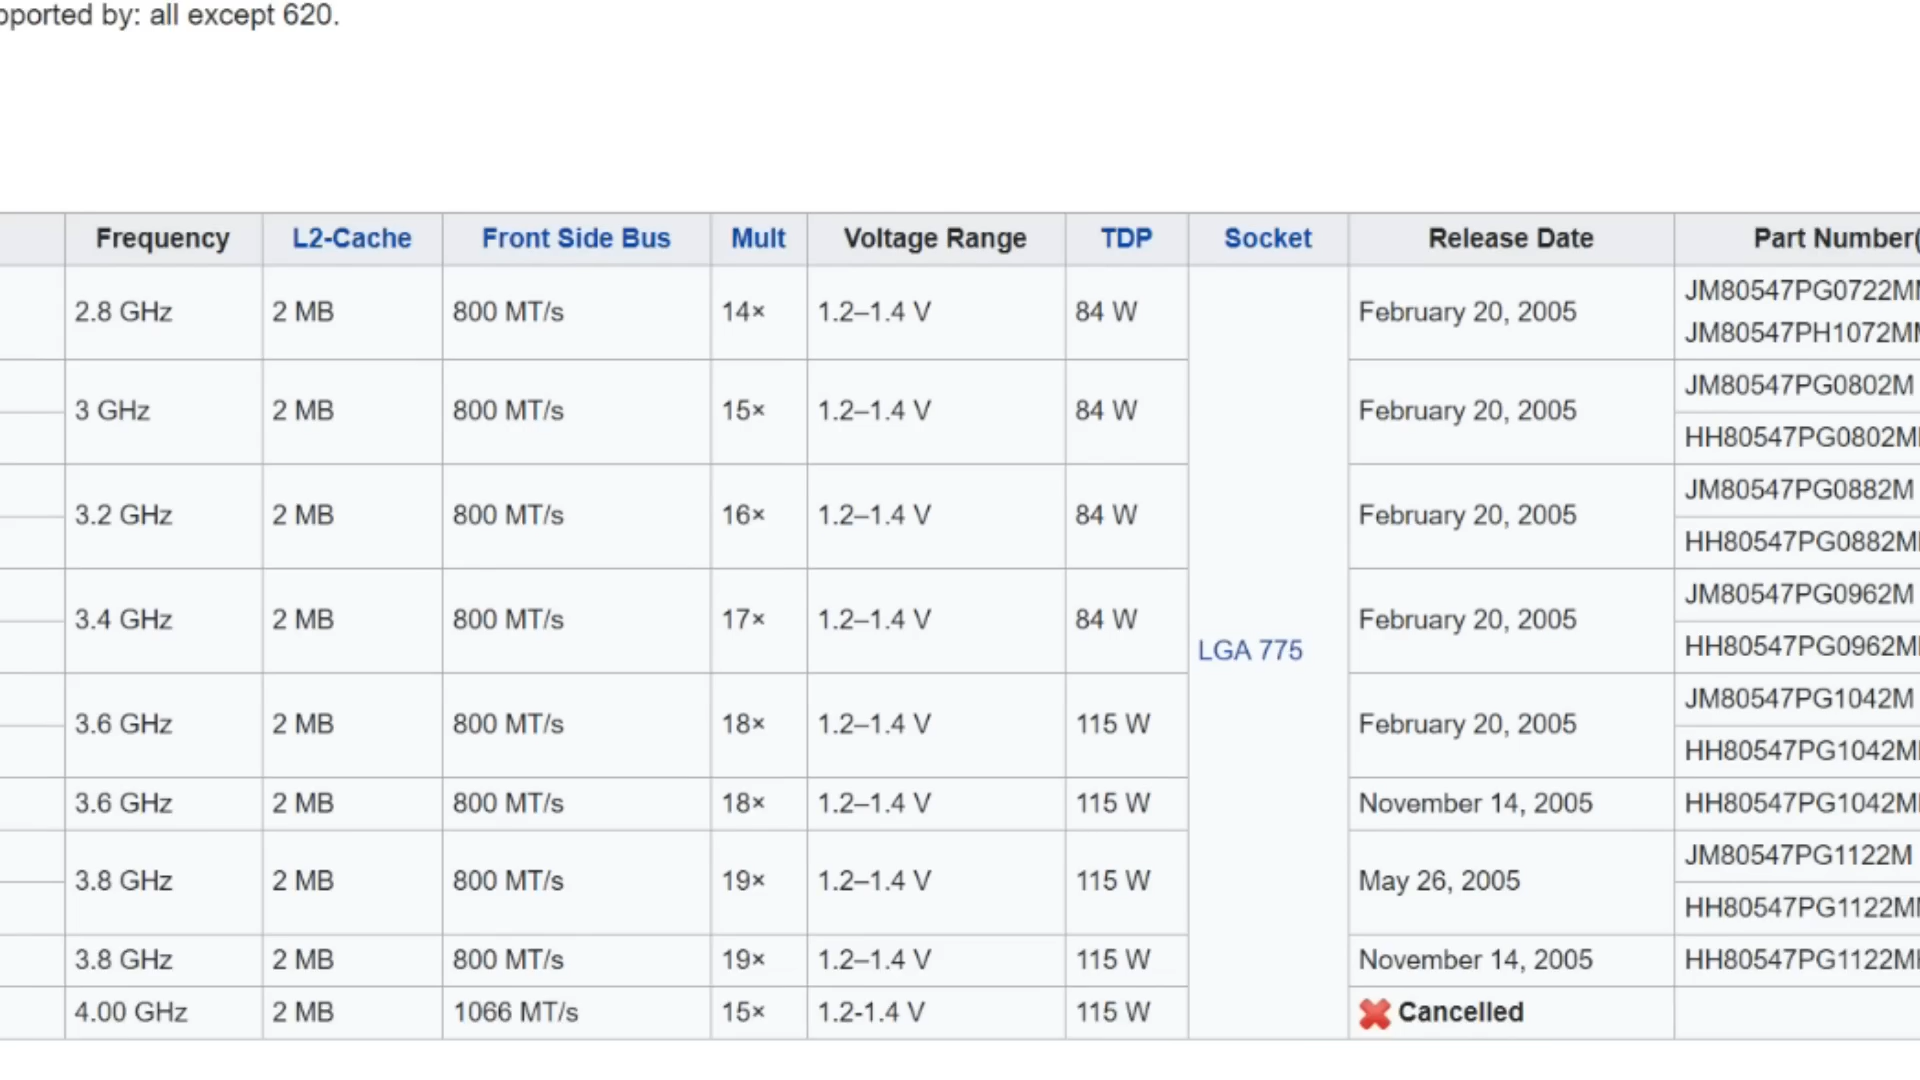 pported by: all except 620.
Frequency L2-Cache Front Side Bus Mult Voltage Range TDP Socket Release Date Part Number(
2.8 GHz 2 MB 800 MT/s 14× 1.2–1.4 V 84 W February 20, 2005 JM80547PG0722M
JM80547PH1072M
3 GHz 2 MB 800 MT/s 15× 1.2–1.4 V 84 W February 20, 2005 JM80547PG0802M
HH80547PG0802M
3.2 GHz 2 MB 800 MT/s 16× 1.2–1.4 V 84 W February 20, 2005 JM80547PG0882M
HH80547PG0882M
3.4 GHz 2 MB 800 MT/s 17× 1.2–1.4 V 84 W February 20, 2005 JM80547PG0962M
HH80547PG0962M
LGA 775
3.6 GHz 2 MB 800 MT/s 18× 1.2–1.4 V 115 W February 20, 2005 JM80547PG1042M
HH80547PG1042M
3.6 GHz 2 MB 800 MT/s 18× 1.2–1.4 V 115 W November 14, 2005 HH80547PG1042M
3.8 GHz 2 MB 800 MT/s 19× 1.2–1.4 V 115 W May 26, 2005 JM80547PG1122M
HH80547PG1122M
3.8 GHz 2 MB 800 MT/s 19× 1.2–1.4 V 115 W November 14, 2005 HH80547PG1122M
4.00 GHz 2 MB 1066 MT/s 15× 1.2-1.4 V 115 W Cancelled